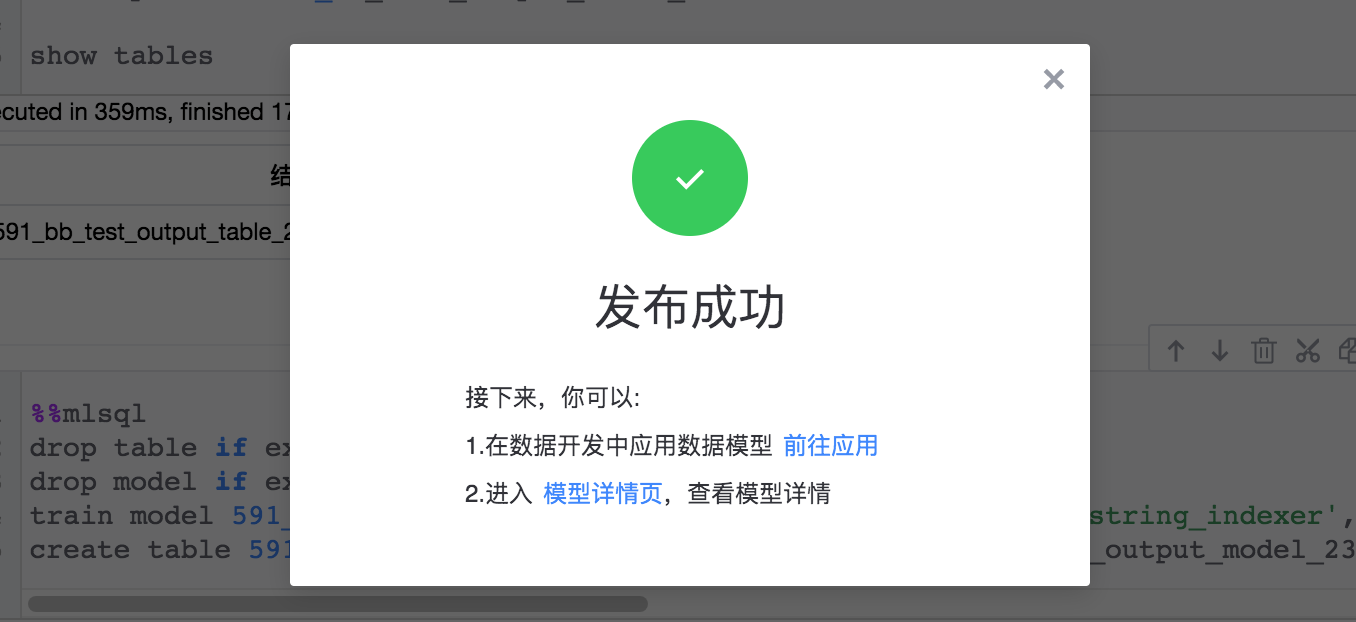 show tables
ecuted in 359ms, finished 17
结
591_bb_test_output_table_2
发布成功
接下来，你可以:
1.在数据开发中应用数据模型 前往应用
2.进入 模型详情页，查看模型详情
%%mlsql
drop table if ex
drop model if ex
train model 591_ string_indexer',
create table 591 _output_model_23